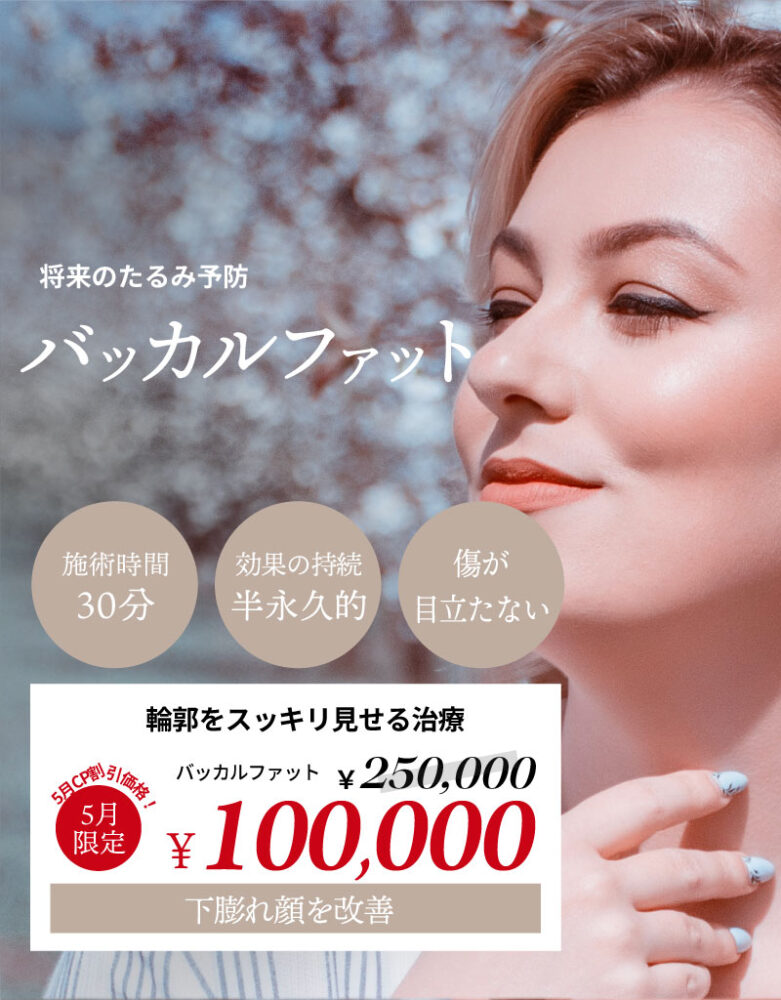 将来のたるみ予防
バッカルファット
施術時間
30分
効果の持続
半永久的
傷が
目立たない
輪郭をスッキリ見せる治療
5月CP割引価格!
5月
限定
バッカルファット ¥250,000
¥100,000
下膨れ顔を改善